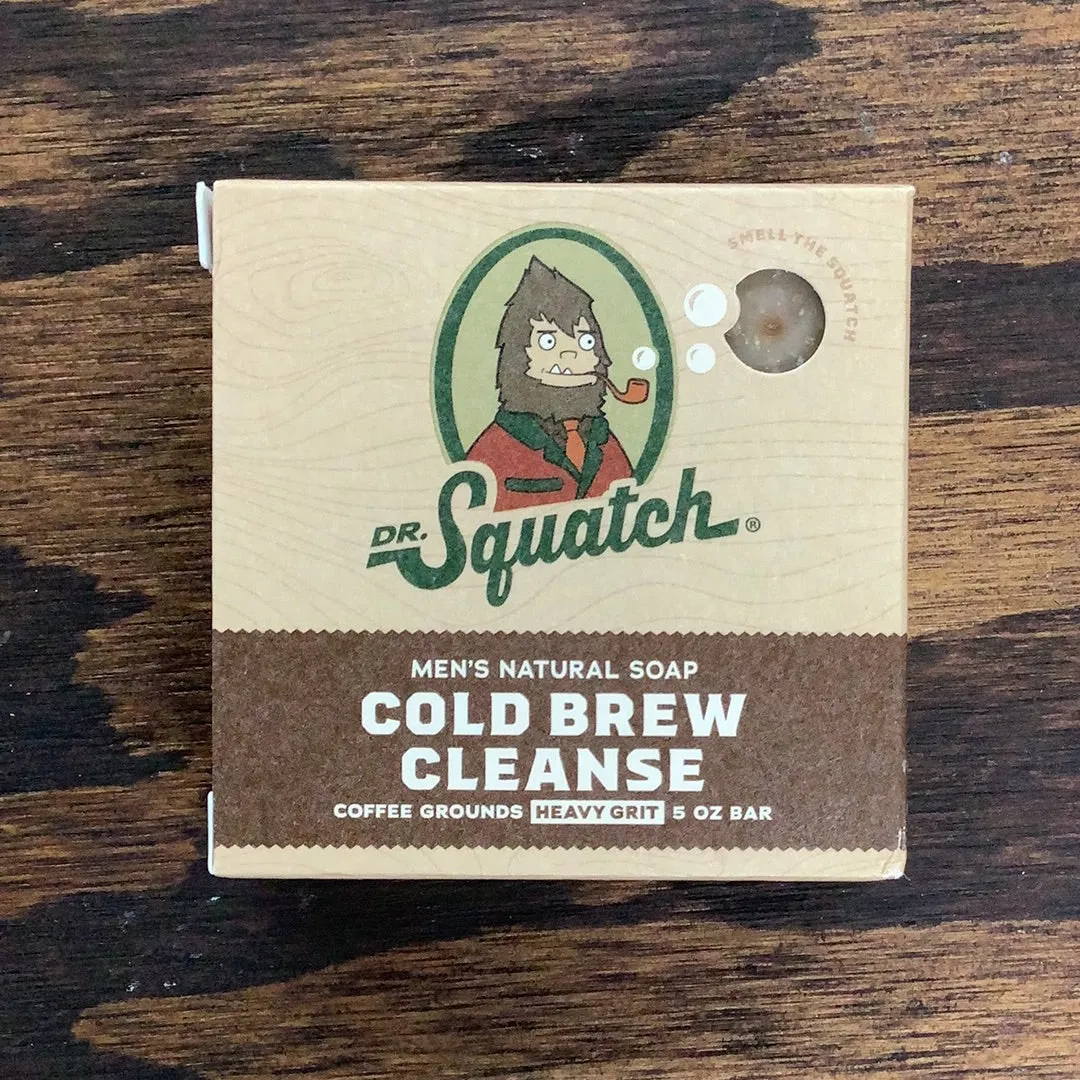 SMELL THE SQUATCH
DR. Squatch®
MEN'S NATURAL SOAP
COLD BREW
CLEANSE
COFFEE GROUNDS HEAVY GRIT 5 OZ BAR